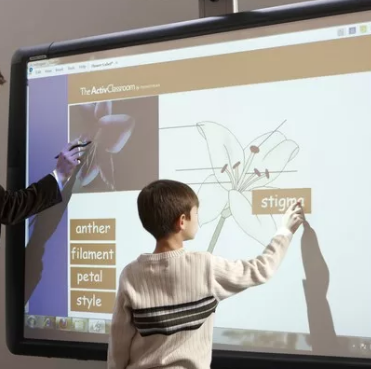 The ActivClassroom
stigma
anther
filament
petal
style